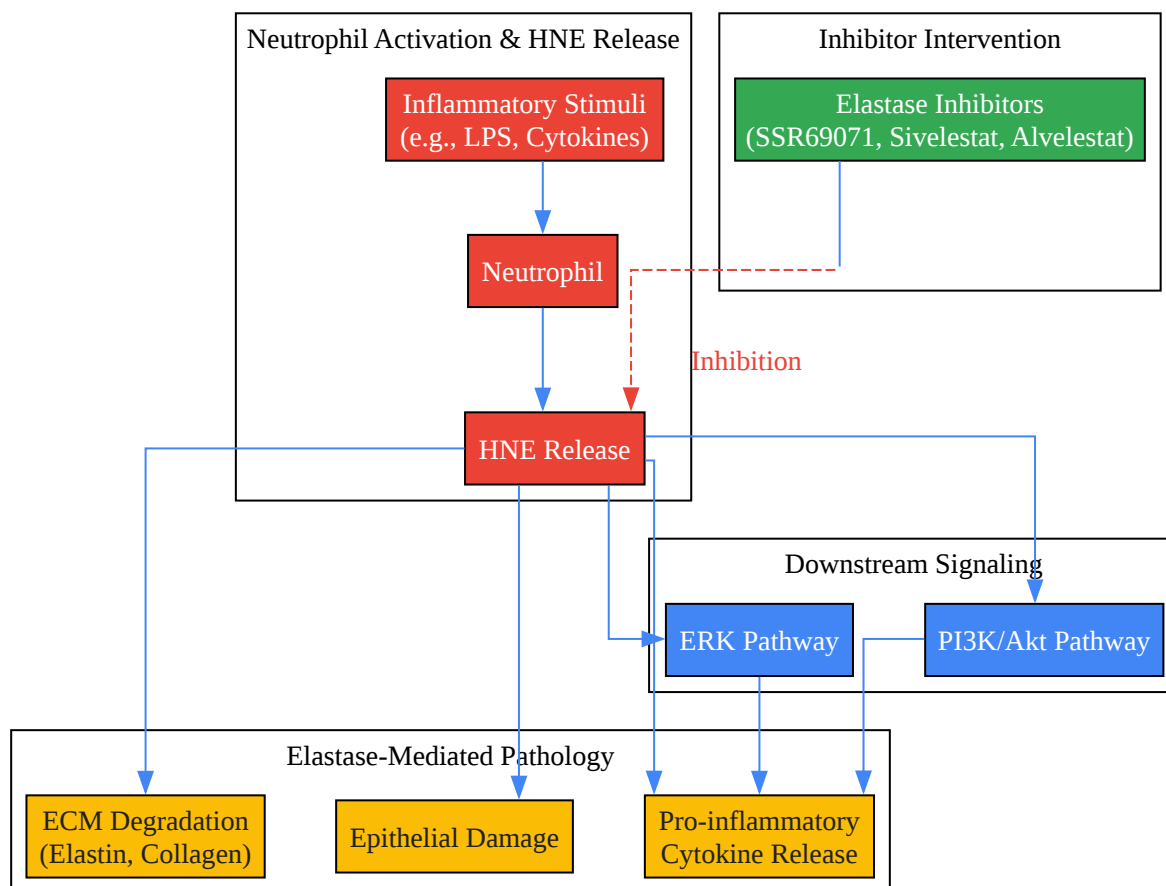 Neutrophil Activation & HNE Release
Inflammatory Stimuli
(e.g., LPS, Cytokines)
Neutrophil
HNE Release
Inhibitor Intervention
Elastase Inhibitors
(SSR69071, Sivelestat, Alvelestat)
Inhibition
Downstream Signaling
ERK Pathway
PI3K/Akt Pathway
Elastase-Mediated Pathology
ECM Degradation
(Elastin, Collagen)
Epithelial Damage
Pro-inflammatory
Cytokine Release